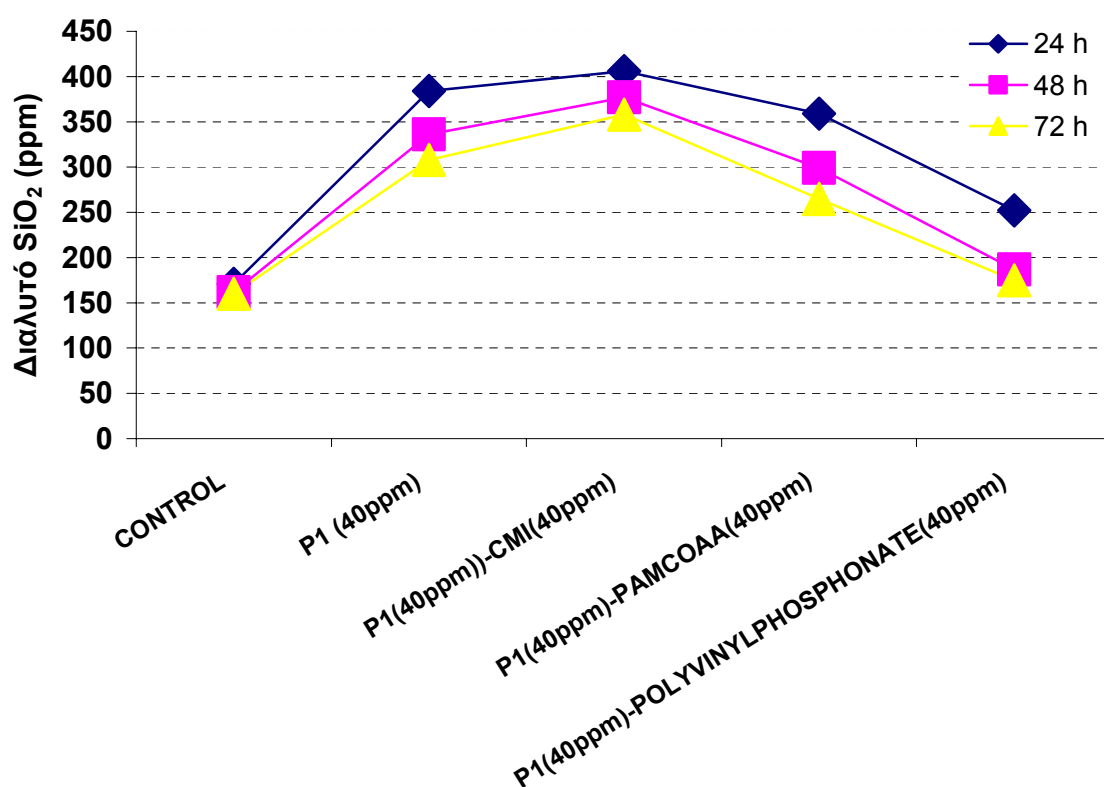 Διαλυτό SiO₂ (ppm)
450
400
350
300
250
200
150
100
50
0
24 h
48 h
72 h
CONTROL
P1 (40ppm)
P1(40ppm))-CMI(40ppm)
P1(40ppm)-PAMCOAA(40ppm)
P1(40ppm)-POLYVINYLPHOSPHONATE(40ppm)